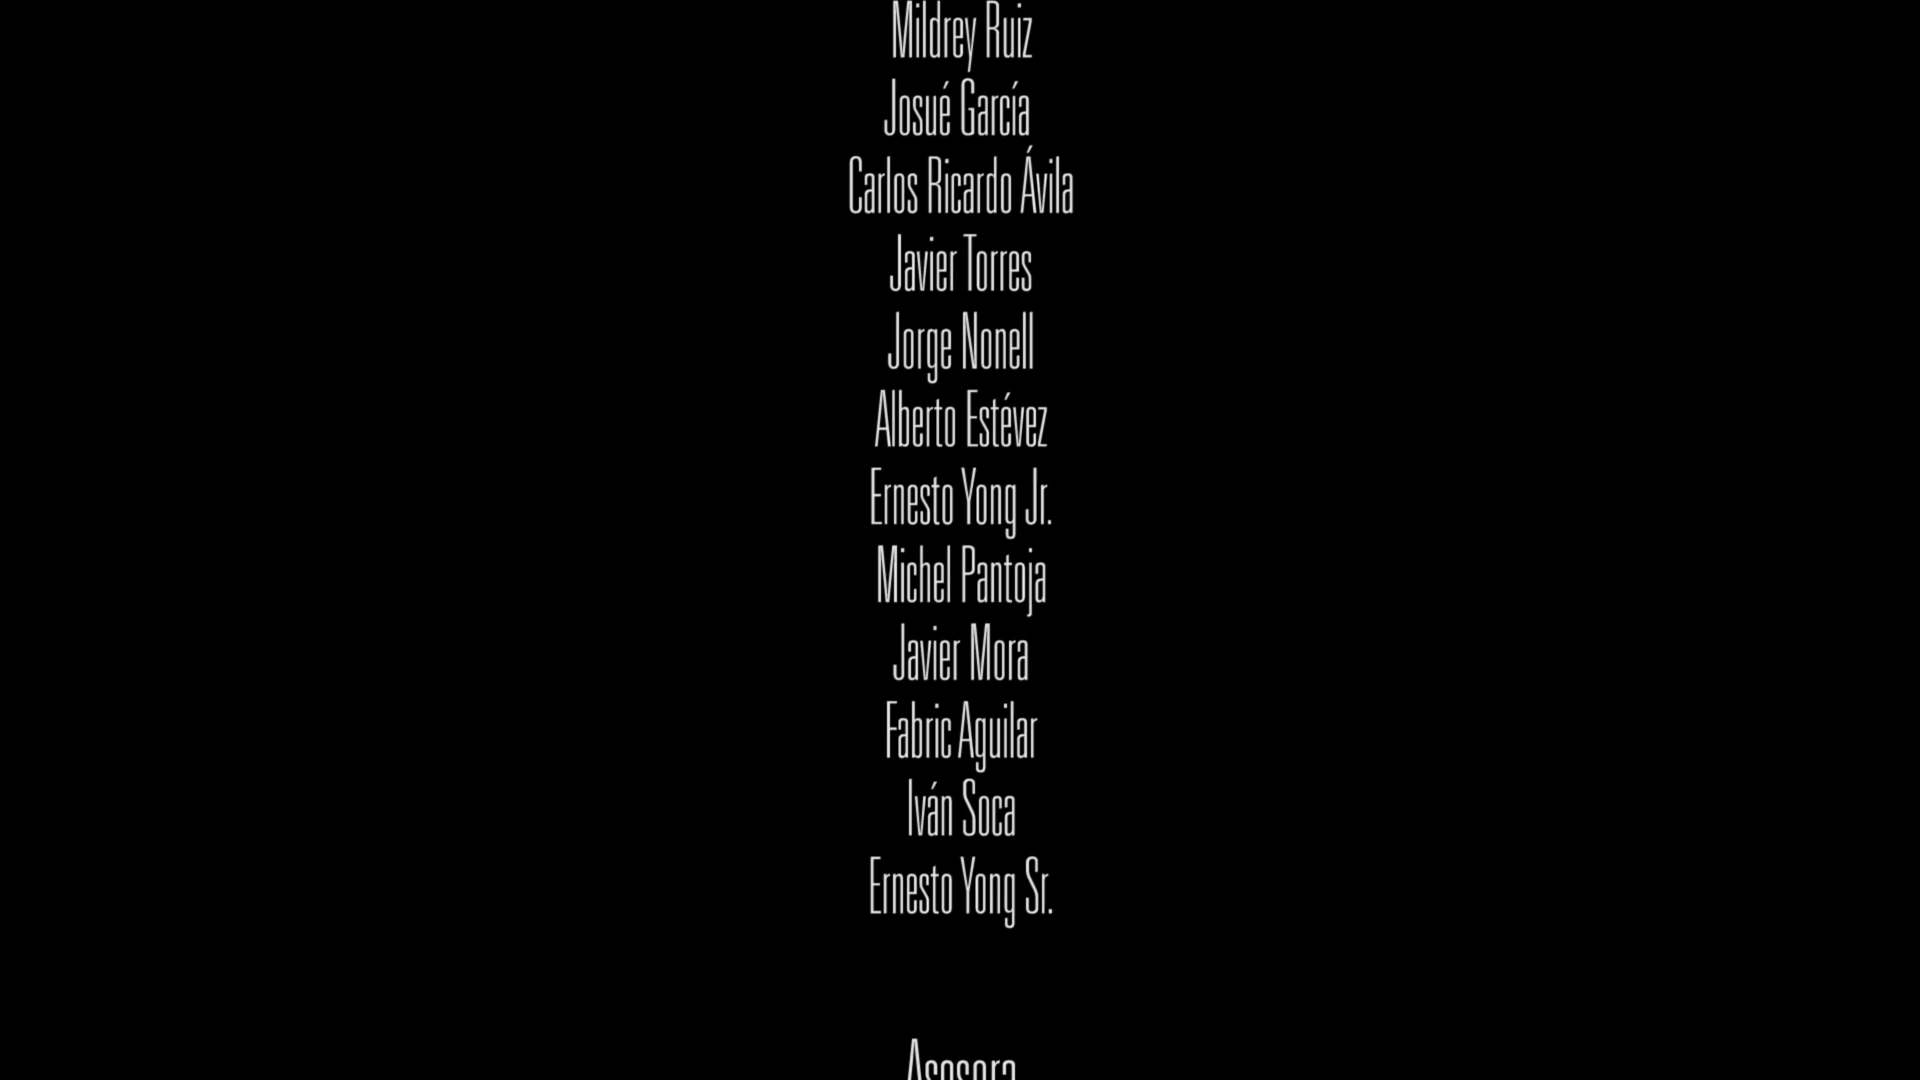 Mildrey Ruiz
Josué García
Carlos Ricardo Ávila
Javier Torres
Jorge Nonell
Alberto Estévez
Ernesto Yong Jr.
Michel Pantoja
Javier Mora
Fabric Aguilar
Iván Soca
Ernesto Yong Sr.
Asesora